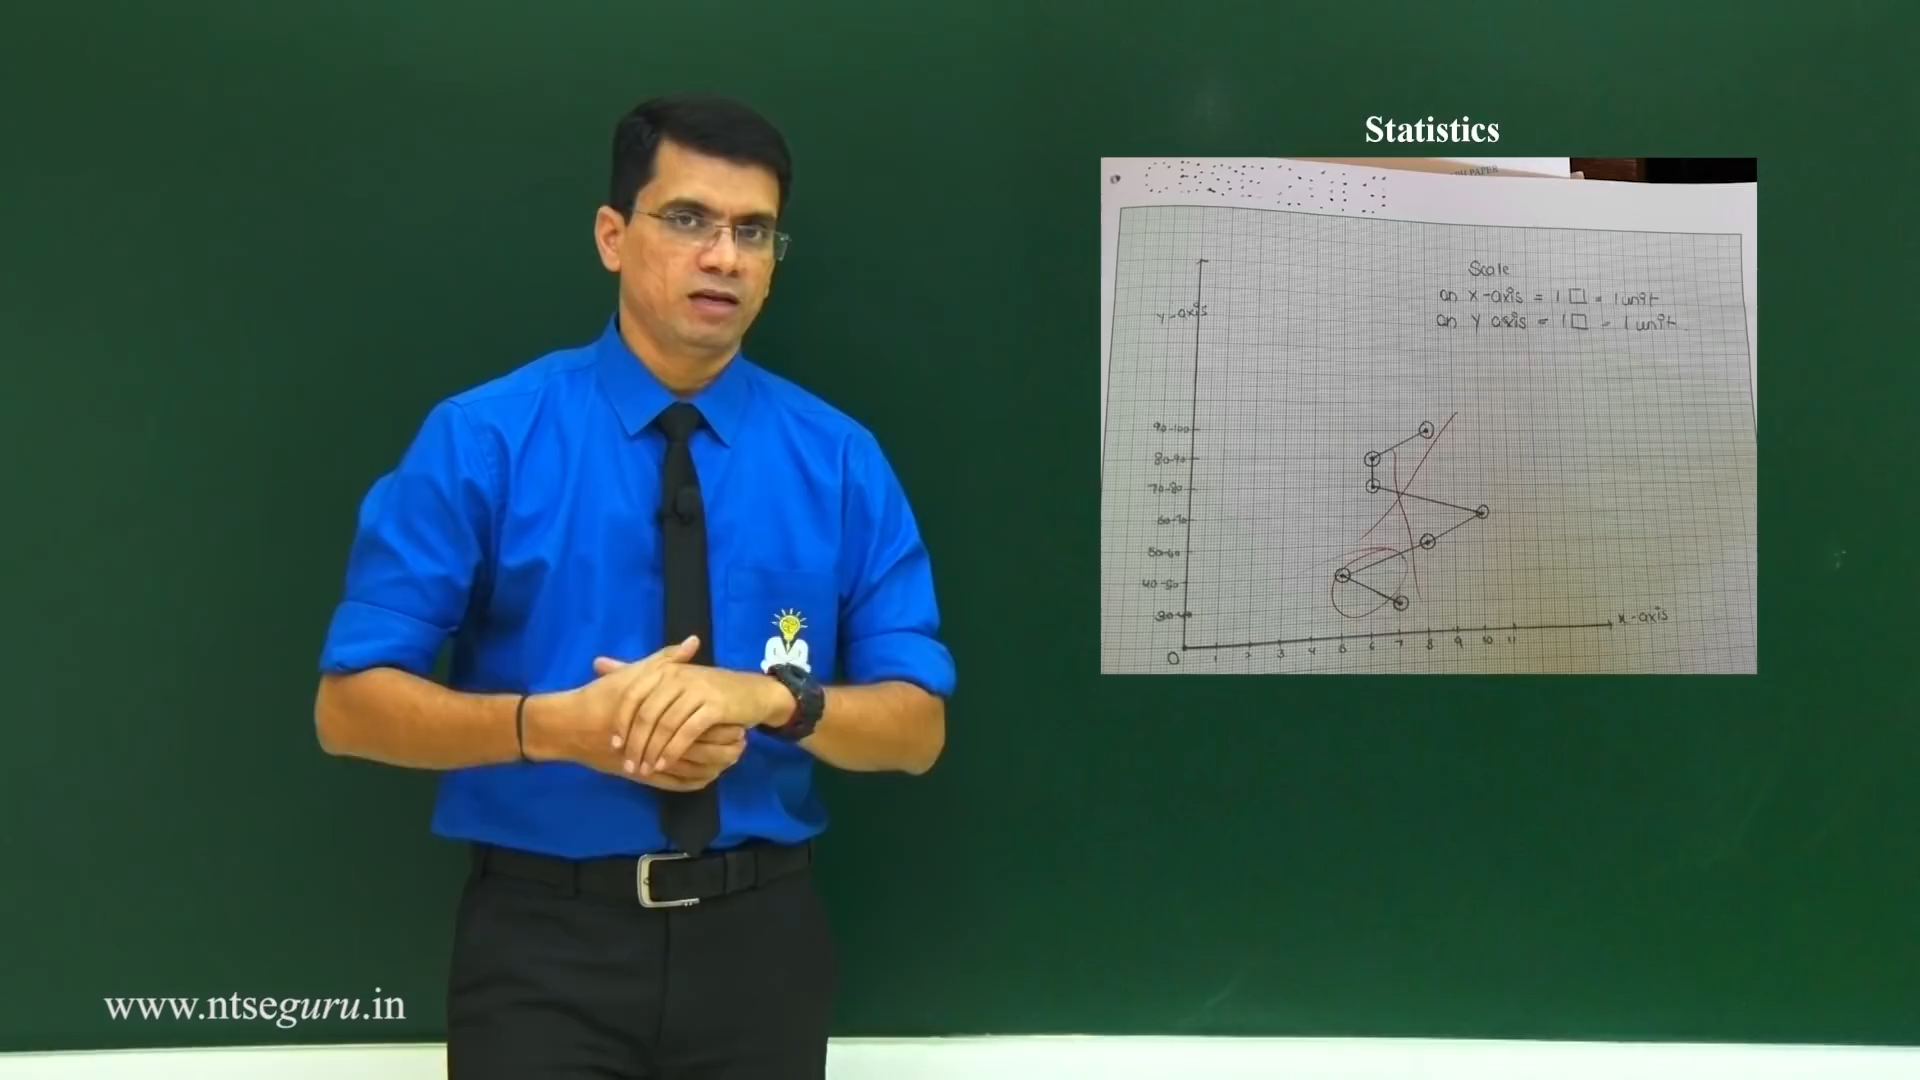 Statistics
Scale
on x-axis = 1 □ = 1 unit
on y axis = 1 □ = 1 unit
y-axis
90-100
80-90
70-80
60-70
50-60
40-50
30-40
x-axis
0 1 2 3 4 5 6 7 8 9 10 11
www.ntseguru.in